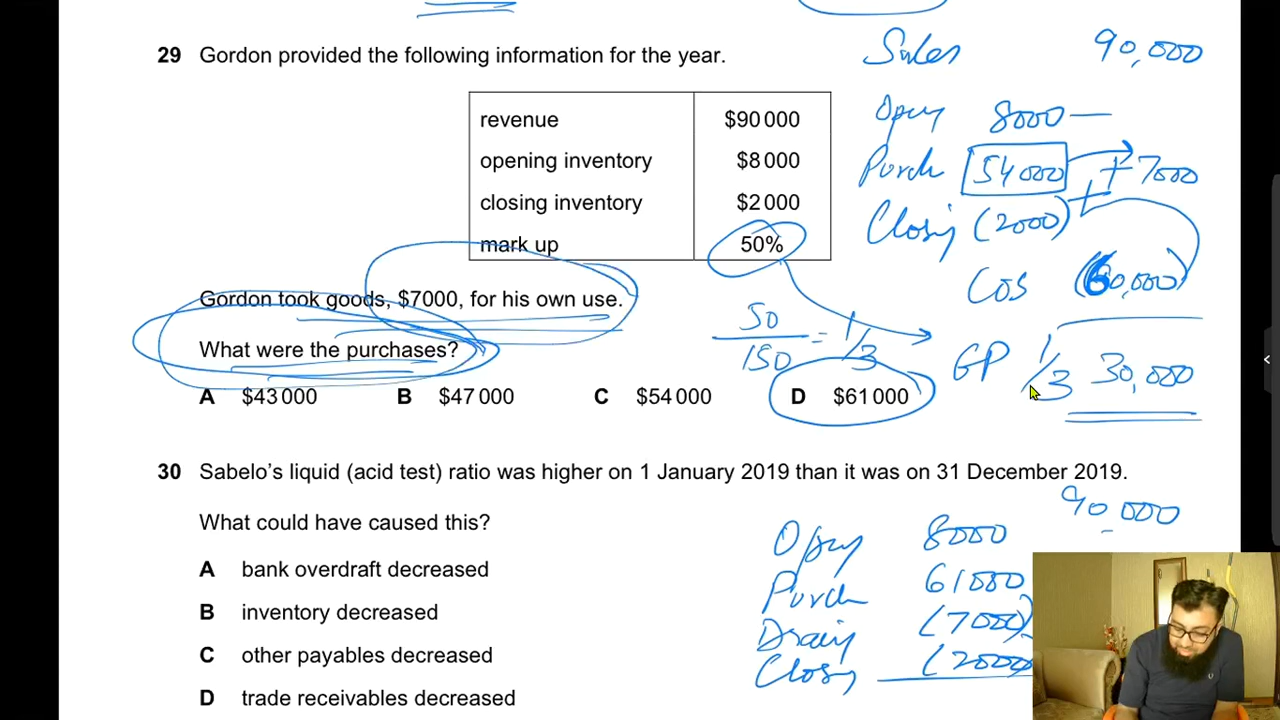 29 Gordon provided the following information for the year.
revenue $90 000
opening inventory $8 000
closing inventory $2 000
mark up 50%
Gordon took goods, $7000, for his own use.
What were the purchases?
A $43 000 B $47 000 C $54 000 D $61 000
Sales 90,000
Opey 8000 —
Purch 54000 + 7000
Closing (2000) +
COS (60,000)
50/150 = 1/3
GP 1/3 30,000
30 Sabelo's liquid (acid test) ratio was higher on 1 January 2019 than it was on 31 December 2019.
What could have caused this?
A bank overdraft decreased
B inventory decreased
C other payables decreased
D trade receivables decreased
90,000
Opey 8000
Purch 61000
(7000)
Closy (2000